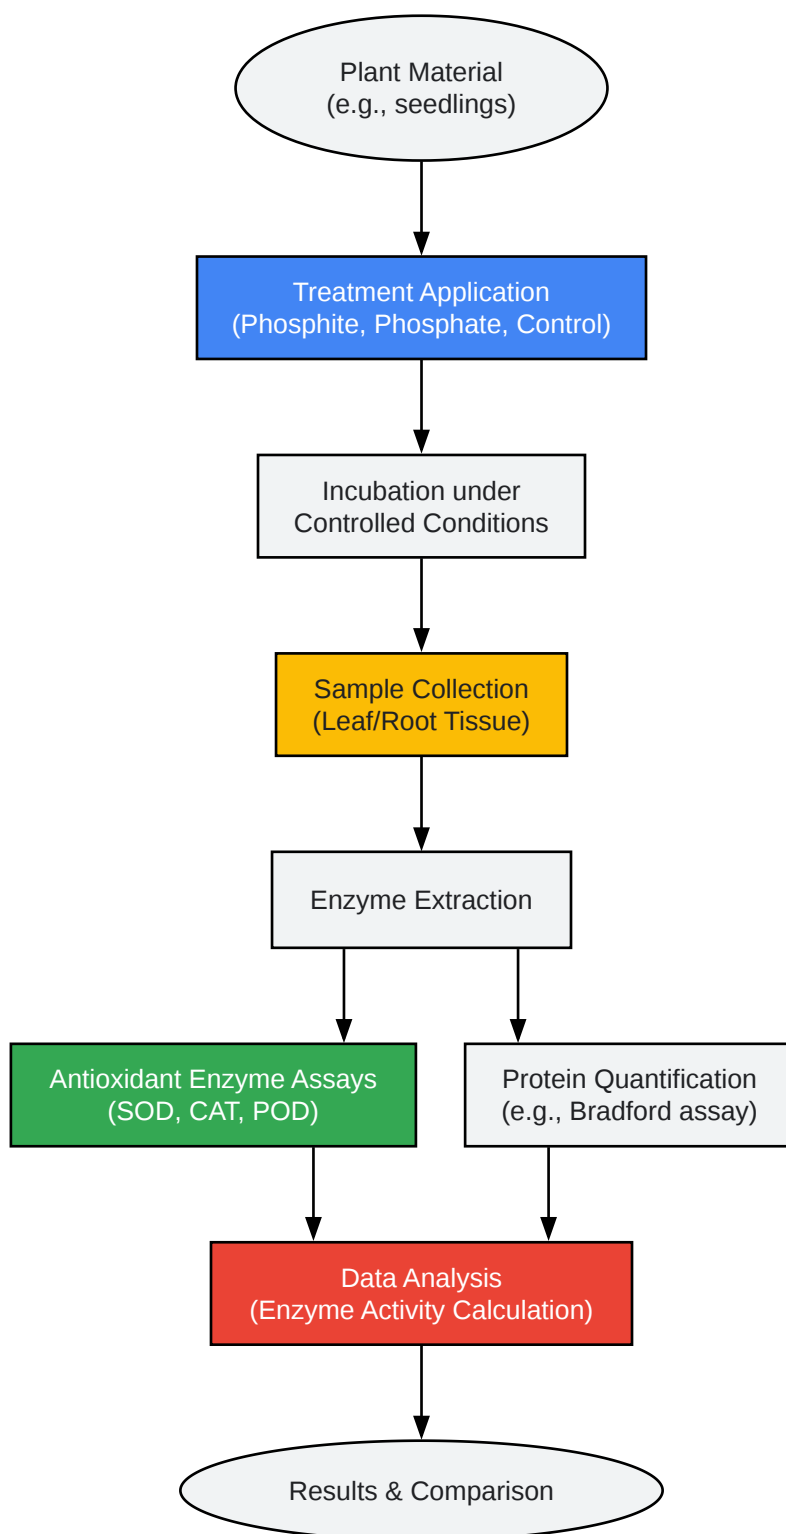 Plant Material
(e.g., seedlings)
Treatment Application
(Phosphite, Phosphate, Control)
Incubation under
Controlled Conditions
Sample Collection
(Leaf/Root Tissue)
Enzyme Extraction
Antioxidant Enzyme Assays
(SOD, CAT, POD)
Protein Quantification
(e.g., Bradford assay)
Data Analysis
(Enzyme Activity Calculation)
Results & Comparison